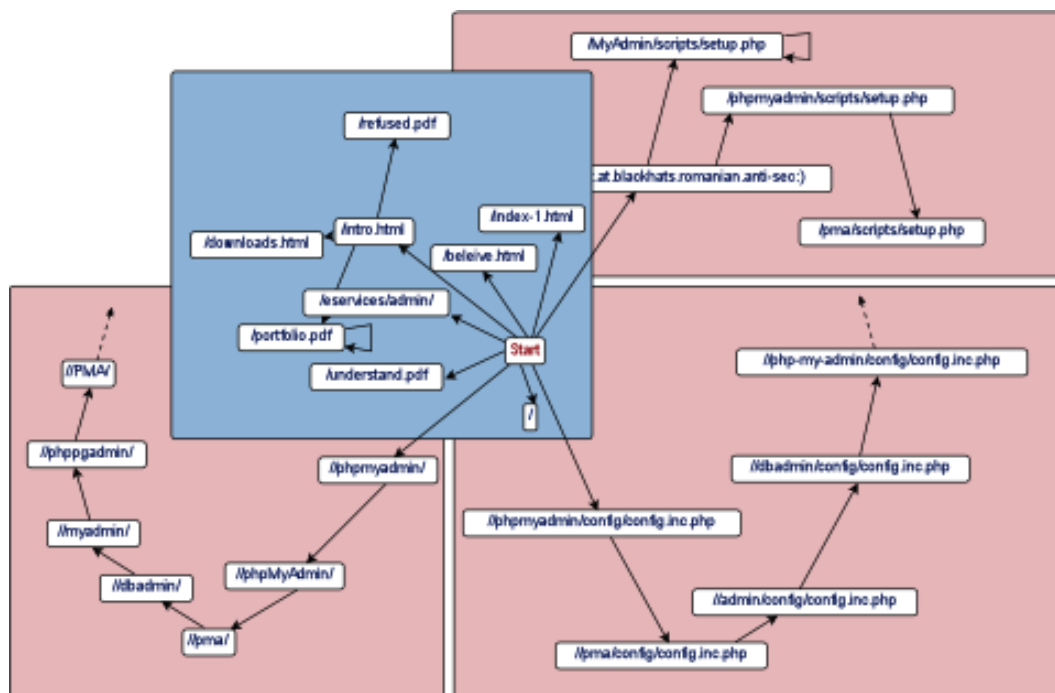 /MyAdmin/scripts/setup.php
/phpmyadmin/scripts/setup.php
/refused.pdf
.at.blackhats.romanian.anti-sec:)
/index-1.html
/intro.html
/pma/scripts/setup.php
/downloads.html
/beleive.html
/eservices/admin/
/portfolio.pdf
Start
//php-my-admin/config/config.inc.php
//PMA/
/understand.pdf
/
//phppgadmin/
//phpmyadmin/
//dbadmin/config/config.inc.php
//phpmyadmin/config/config.inc.php
//myadmin/
//phpMyAdmin/
//dbadmin/
//admin/config/config.inc.php
//pma/
//pma/config/config.inc.php